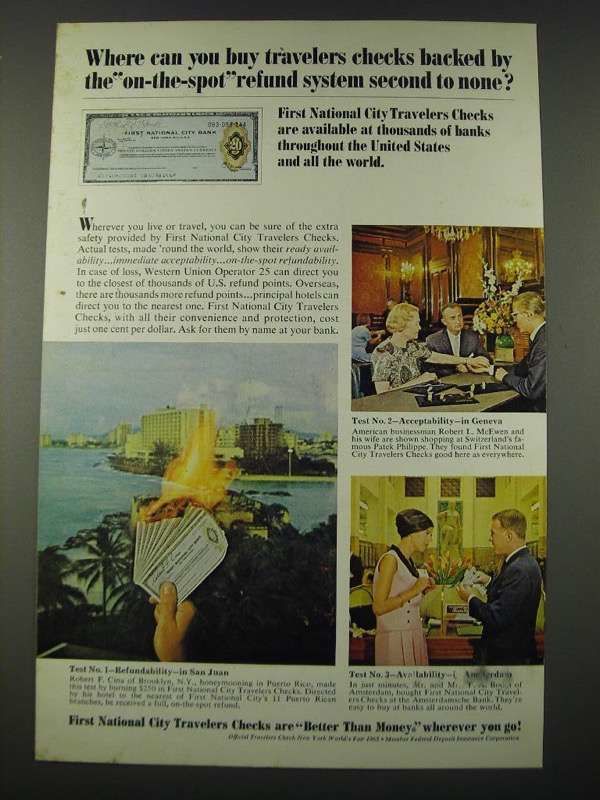 Where can you buy travelers checks backed by
the "on-the-spot" refund system second to none?
FIRST NATIONAL CITY BANK
First National City Travelers Checks
are available at thousands of banks
throughout the United States
and all the world.
Wherever you live or travel, you can be sure of the extra
safety provided by First National City Travelers Checks.
Actual tests, made 'round the world, show their ready avail-
ability...immediate acceptability...on-the-spot refundability.
In case of loss, Western Union Operator 25 can direct you
to the closest of thousands of U.S. refund points. Overseas,
there are thousands more refund points...principal hotels can
direct you to the nearest one. First National City Travelers
Checks, with all their convenience and protection, cost
just one cent per dollar. Ask for them by name at your bank.
Test No. 2—Acceptability—in Geneva
American businessman Robert L. McEwen and
his wife are shown shopping at Switzerland's fa-
mous Patek Philippe. They found First National
City Travelers Checks good here as everywhere.
Test No. 1—Refundability—in San Juan
Robert F. Cina of Brooklyn, N.Y., honeymooning in Puerto Rico, made
this test by burning $250 in First National City Travelers Checks. Directed
by his hotel to the nearest of First National City's 11 Puerto Rican
branches, he received a full, on-the-spot refund.
Test No. 3—Availability—in Amsterdam
In just minutes, Mr. and Mr. of
Amsterdam, bought First National City Travel-
ers Checks at the Amsterdamsche Bank. They're
easy to buy at banks all around the world.
First National City Travelers Checks are "Better Than Money," wherever you go!
Official Travelers Check New York World's Fair 1965 • Member Federal Deposit Insurance Corporation